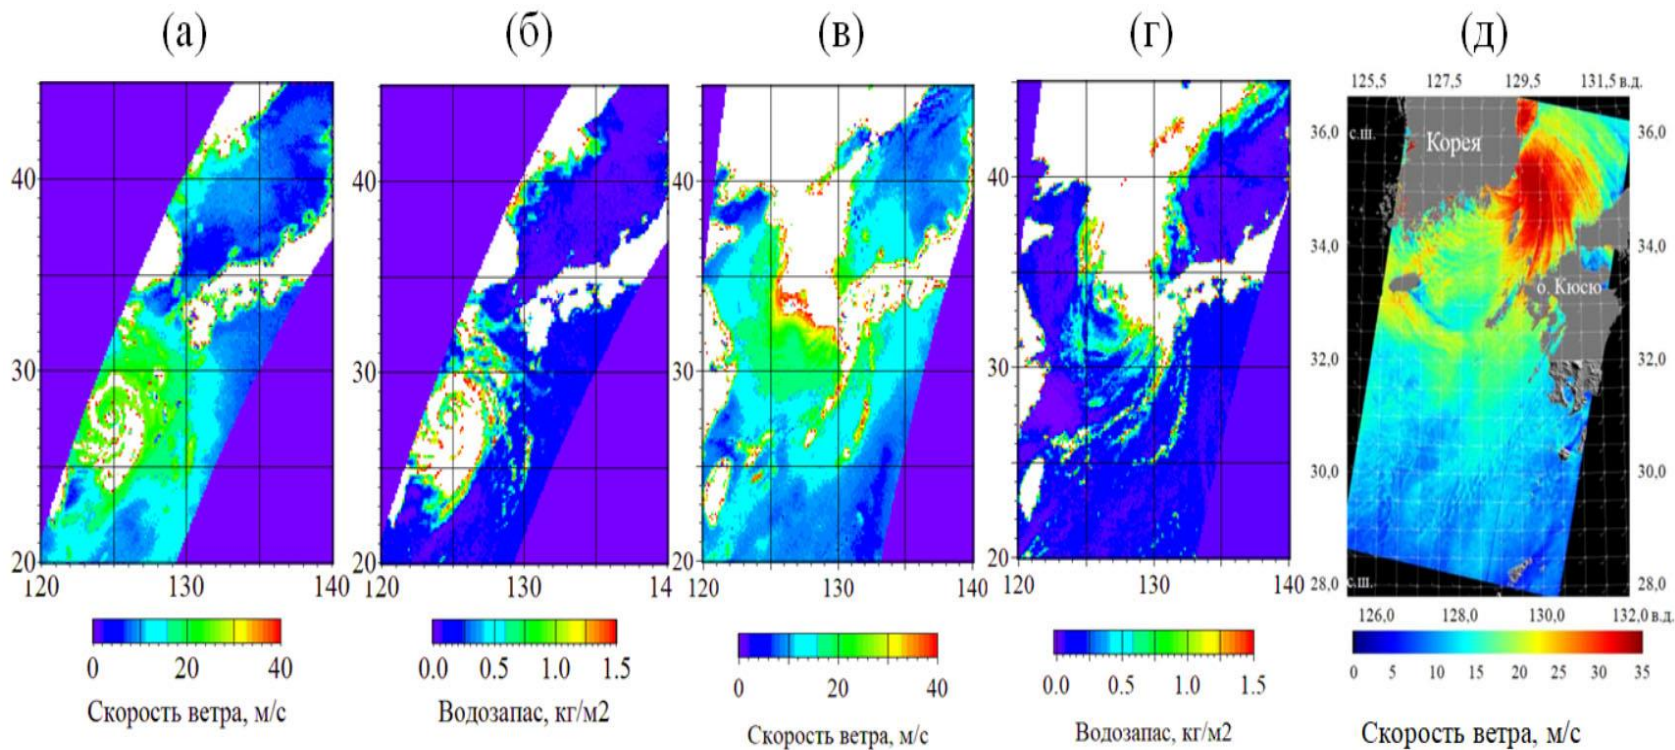 (а) (б) (в) (г) (д)
125,5 127,5 129,5 131,5 в.д.
40
30
20
120 130 140
40
30
20
120 130 14
40
30
20
120 130 140
40
30
20
120 130 140
36,0 с.ш.
34,0
32,0
30,0
28,0 с.ш.
Корея
о. Кюсю
36,0
34,0
32,0
30,0
28,0
126,0 128,0 130,0 132,0 в.д.
0 20 40
Скорость ветра, м/с
0.0 0.5 1.0 1.5
Водозапас, кг/м2
0 20 40
Скорость ветра, м/с
0.0 0.5 1.0 1.5
Водозапас, кг/м2
0 5 10 15 20 25 30 35
Скорость ветра, м/с